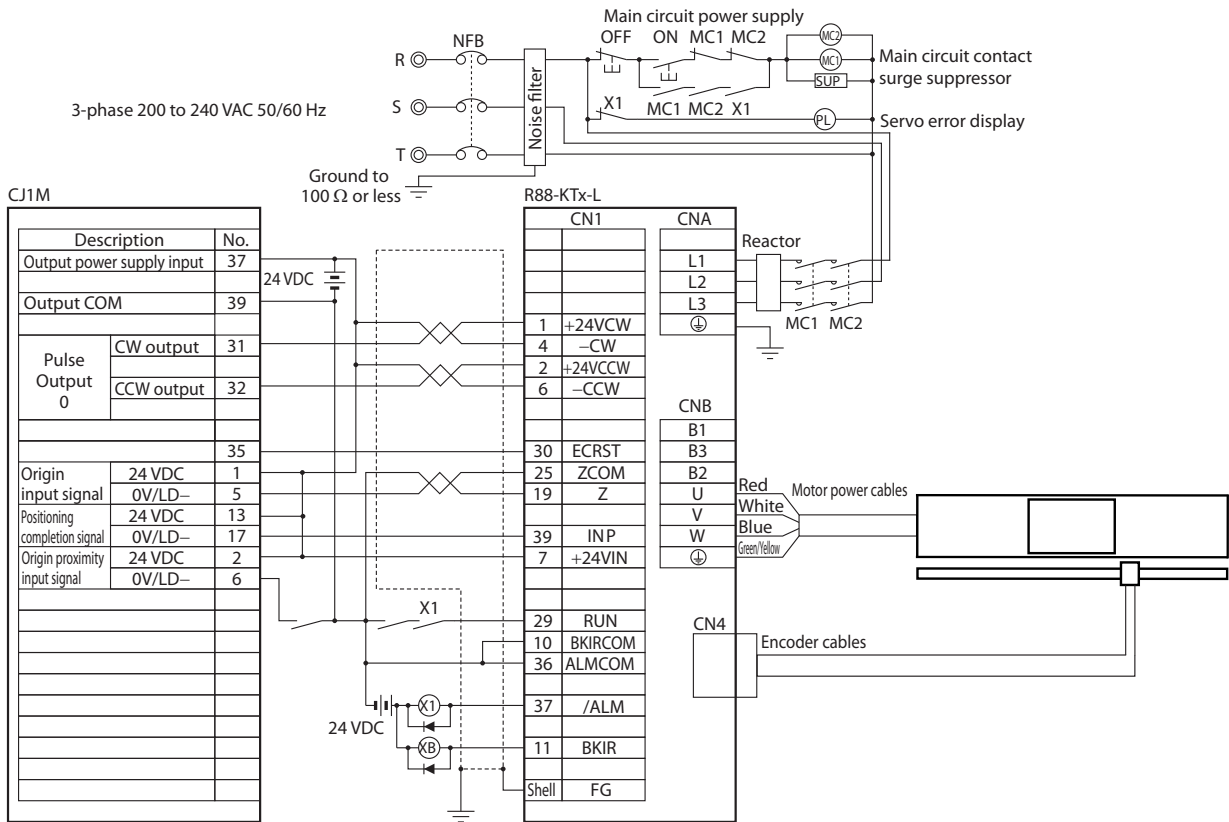 Main circuit power supply
OFF ON MC1 MC2
NFB
R
MC2
MC1
Main circuit contact
surge suppressor
SUP
3-phase 200 to 240 VAC 50/60 Hz
S
Noise filter
X1 MC1 MC2 X1
PL
Servo error display
T
Ground to
100 Ω or less
CJ1M
R88-KTx-L
CN1 CNA
Description No.
Reactor
Output power supply input 37
L1
24 VDC
L2
Output COM 39
L3
MC1 MC2
1 +24VCW
Pulse
Output
0
CW output 31
4 −CW
2 +24VCCW
CCW output 32
6 −CCW
CNB
B1
35
30 ECRST
B3
Origin
input signal
24 VDC 1
25 ZCOM
B2
0V/LD− 5
19 Z
U
Red
Motor power cables
Positioning
completion signal
24 VDC 13
V
White
0V/LD− 17
39 INP
W
Blue
Origin proximity
input signal
24 VDC 2
7 +24VIN
Green/Yellow
0V/LD− 6
X1
29 RUN
CN4
10 BKIRCOM
Encoder cables
36 ALMCOM
24 VDC
X1
37 /ALM
XB
11 BKIR
Shell FG